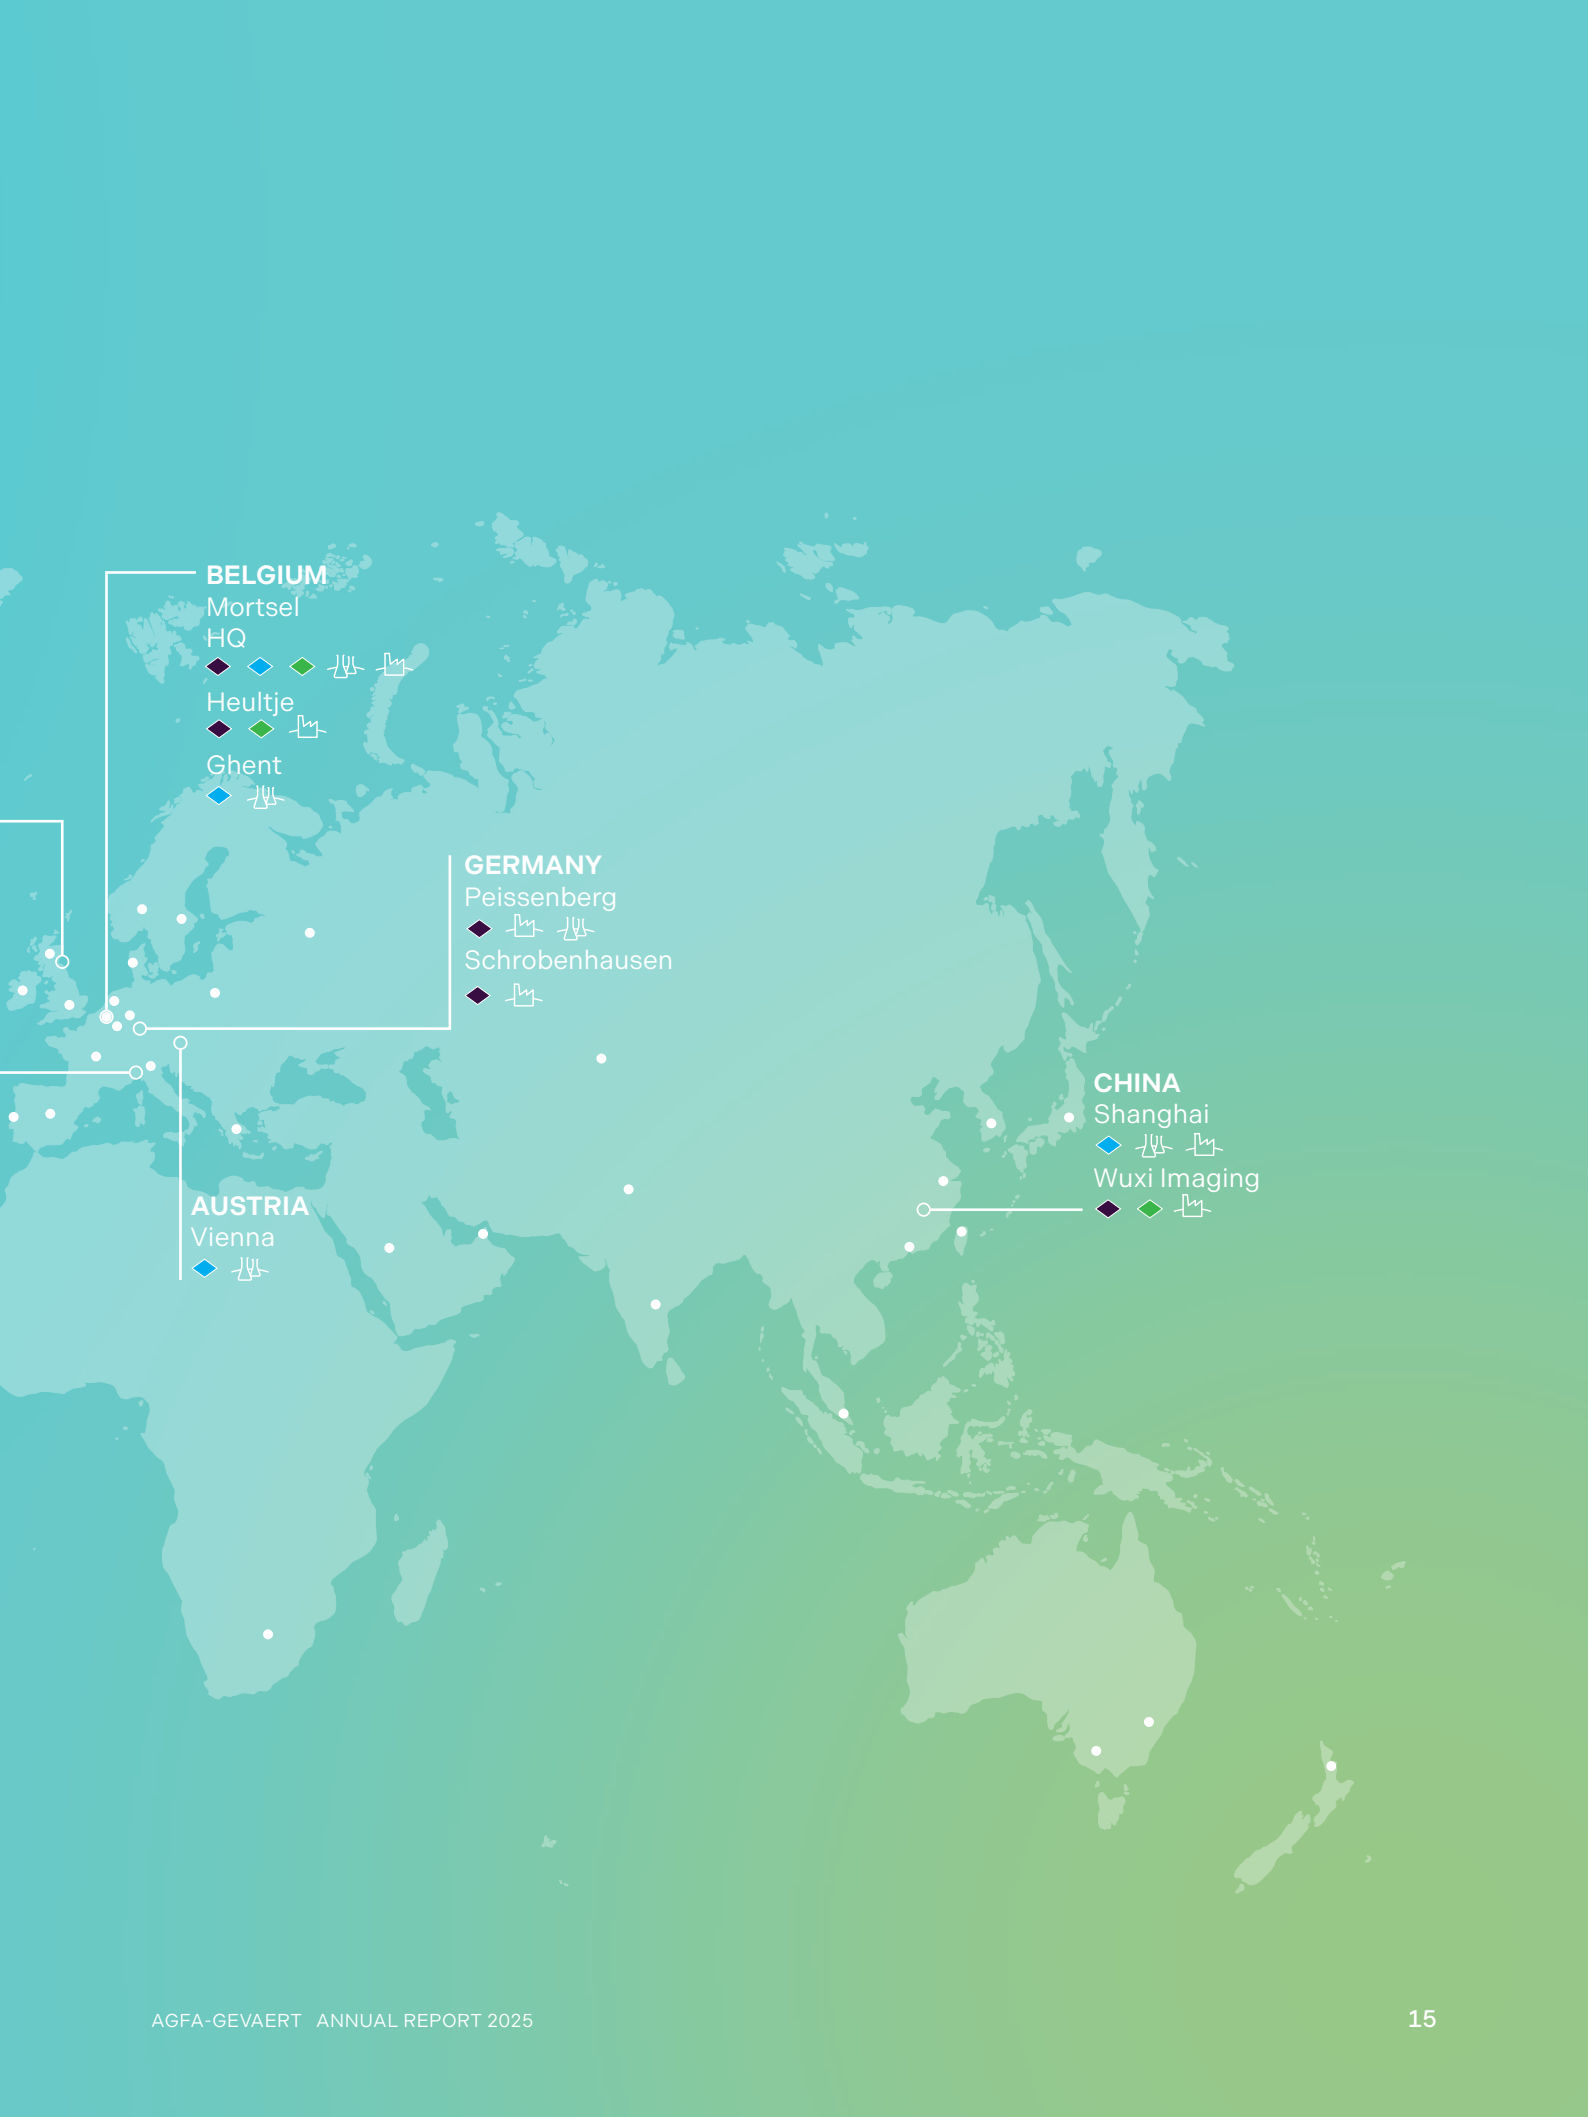 BELGIUM
Mortsel
HQ
Heultje
Ghent
GERMANY
Peissenberg
Schrobenhausen
CHINA
Shanghai
Wuxi Imaging
AUSTRIA
Vienna
AGFA-GEVAERT ANNUAL REPORT 2025
15